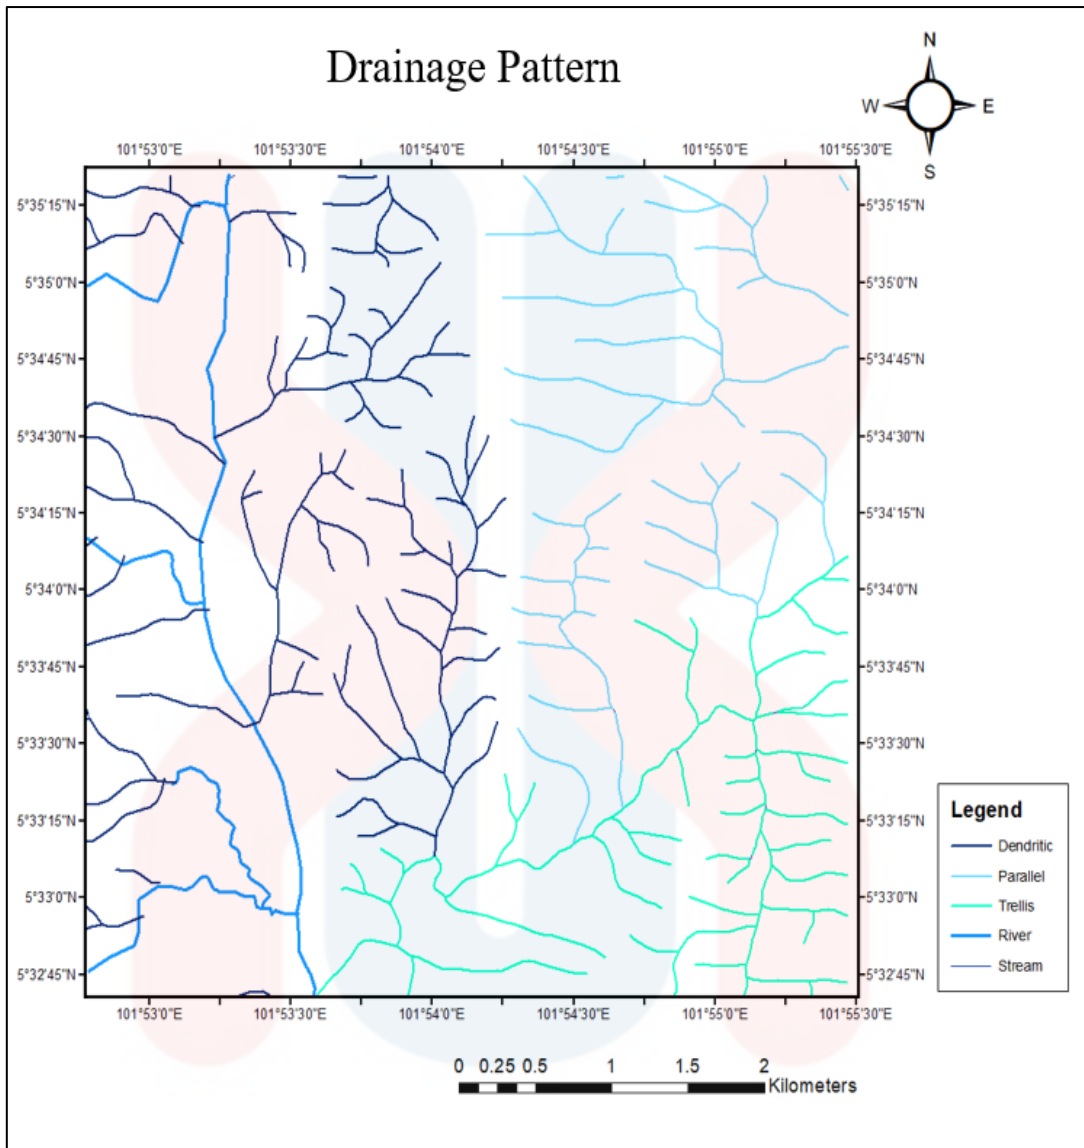 Drainage Pattern
N
W
E
S
101°53'0"E
101°53'30"E
101°54'0"E
101°54'30"E
101°55'0"E
101°55'30"E
5°35'15"N
5°35'15"N
5°35'0"N
5°35'0"N
5°34'45"N
5°34'45"N
5°34'30"N
5°34'30"N
5°34'15"N
5°34'15"N
5°34'0"N
5°34'0"N
5°33'45"N
5°33'45"N
5°33'30"N
5°33'30"N
5°33'15"N
5°33'15"N
5°33'0"N
5°33'0"N
5°32'45"N
5°32'45"N
101°53'0"E
101°53'30"E
101°54'0"E
101°54'30"E
101°55'0"E
101°55'30"E
Legend
Dendritic
Parallel
Trellis
River
Stream
0 0.25 0.5 1 1.5 2
Kilometers